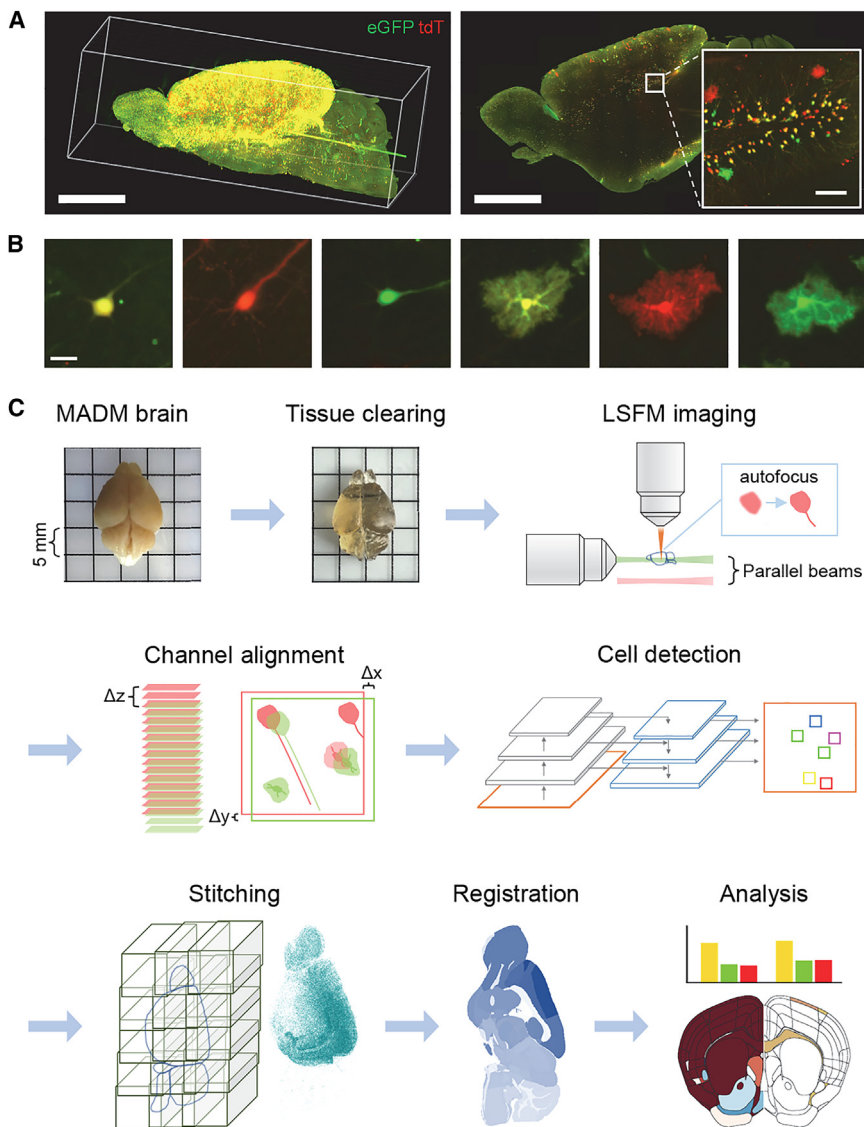 A
eGFP tdT
B
C
MADM brain
Tissue clearing
LSFM imaging
5 mm
autofocus
Parallel beams
Channel alignment
Cell detection
Δz
Δx
Δy
Stitching
Registration
Analysis